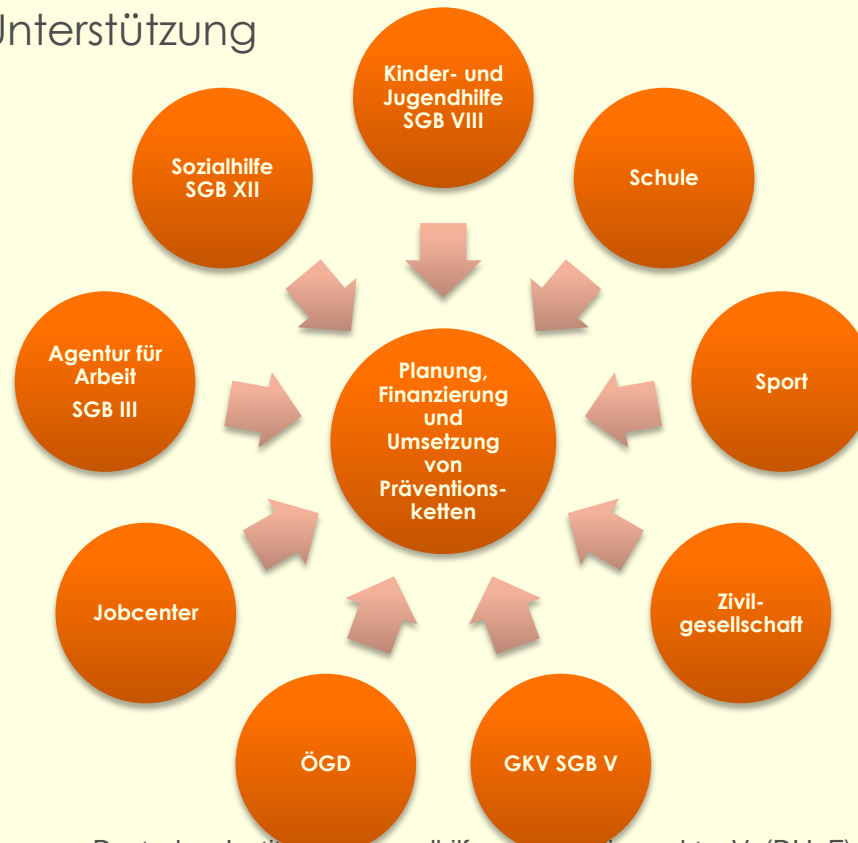 Unterstützung
Kinder- und
Jugendhilfe
SGB VIII
Schule
Sport
Zivil-
gesellschaft
GKV SGB V
ÖGD
Jobcenter
Agentur für
Arbeit
SGB III
Sozialhilfe
SGB XII
Planung,
Finanzierung
und
Umsetzung
von
Präventions-
ketten